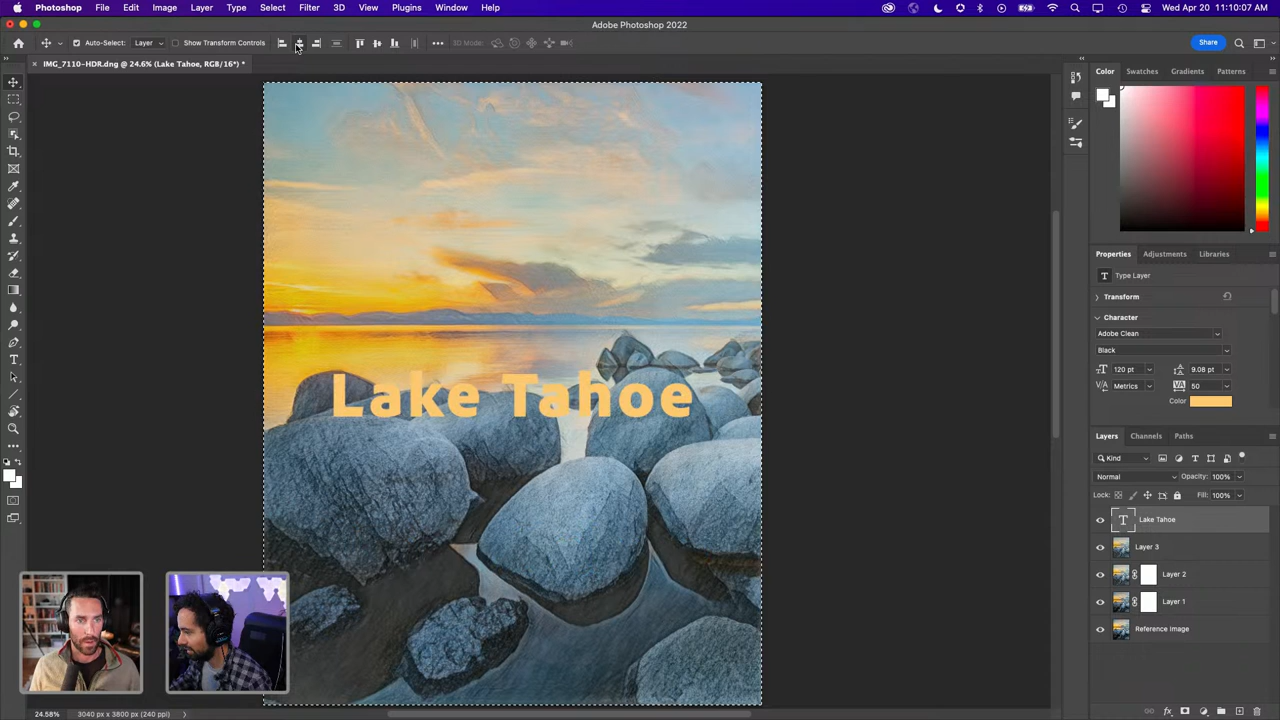 Photoshop File Edit Image Layer Type Select Filter 3D View Plugins Window Help Wed Apr 20 11:10:07 AM
Adobe Photoshop 2022
Auto-Select: Layer Show Transform Controls 3D Mode: Share
IMG_7110-HDR.dng @ 24.6% (Lake Tahoe, RGB/16*) *
Color Swatches Gradients Patterns
Properties Adjustments Libraries
T Type Layer
Transform
Character
Adobe Clean
Black
120 pt 9.08 pt
Metrics 50
Color
Lake Tahoe
Layers Channels Paths
Kind
Normal Opacity: 100%
Lock: Fill: 100%
T Lake Tahoe
Layer 3
Layer 2
Layer 1
Reference Image
24.58% 3040 px x 3800 px (240 ppi)